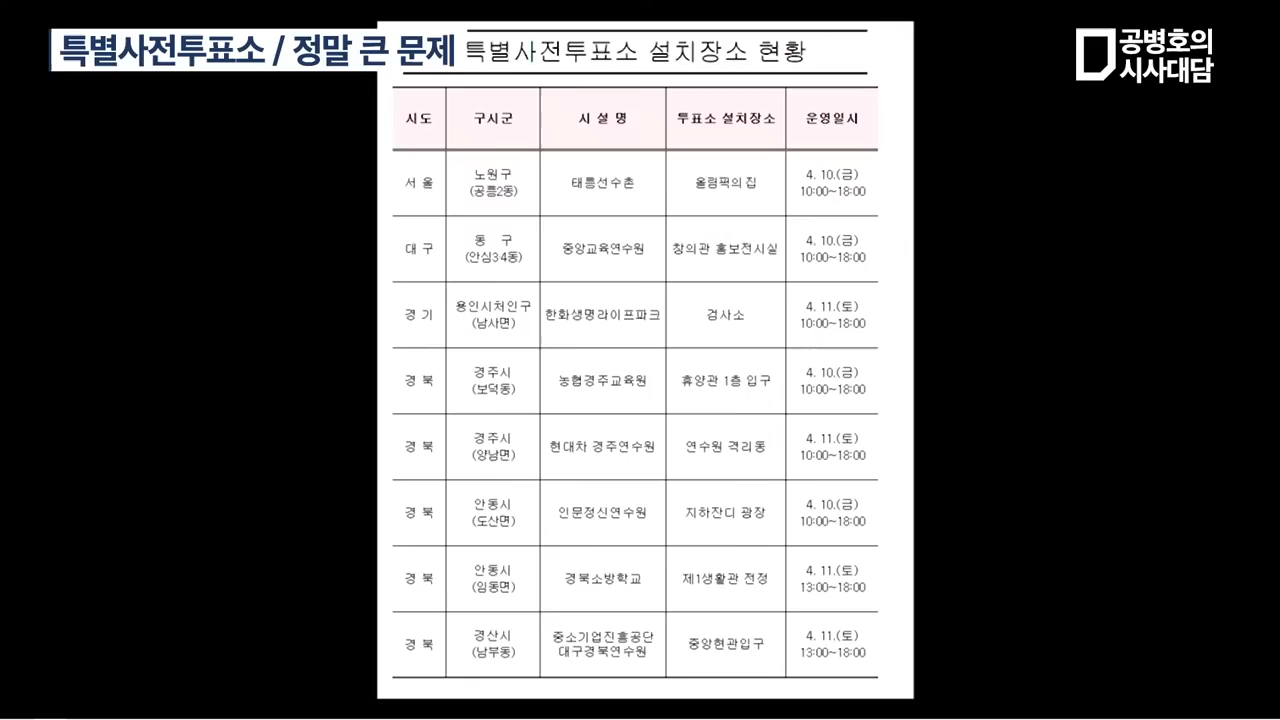 특별사전투표소 / 정말 큰 문제
특별사전투표소 설치장소 현황
공병호의
시사대담
시도 구시군 시 설 명 투표소 설치장소 운영일시
서 울 노원구 (공릉2동) 태릉선수촌 올림픽의 집 4. 10.(금) 10:00~18:00
대 구 동 구 (안심3·4동) 중앙교육연수원 창의관 홍보전시실 4. 10.(금) 10:00~18:00
경 기 용인시처인구 (남사면) 한화생명라이프파크 검사소 4. 11.(토) 10:00~18:00
경 북 경주시 (보덕동) 농협경주교육원 휴양관 1층 입구 4. 10.(금) 10:00~18:00
경 북 경주시 (양남면) 현대차 경주연수원 연수원 격리동 4. 11.(토) 10:00~18:00
경 북 안동시 (도산면) 인문정신연수원 지하잔디 광장 4. 10.(금) 10:00~18:00
경 북 안동시 (임동면) 경북소방학교 제1생활관 전정 4. 11.(토) 13:00~18:00
경 북 경산시 (남부동) 중소기업진흥공단 대구경북연수원 중앙현관입구 4. 11.(토) 13:00~18:00